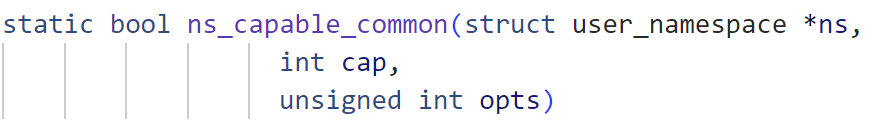 static bool ns_capable_common(struct user_namespace *ns,
int cap,
unsigned int opts)